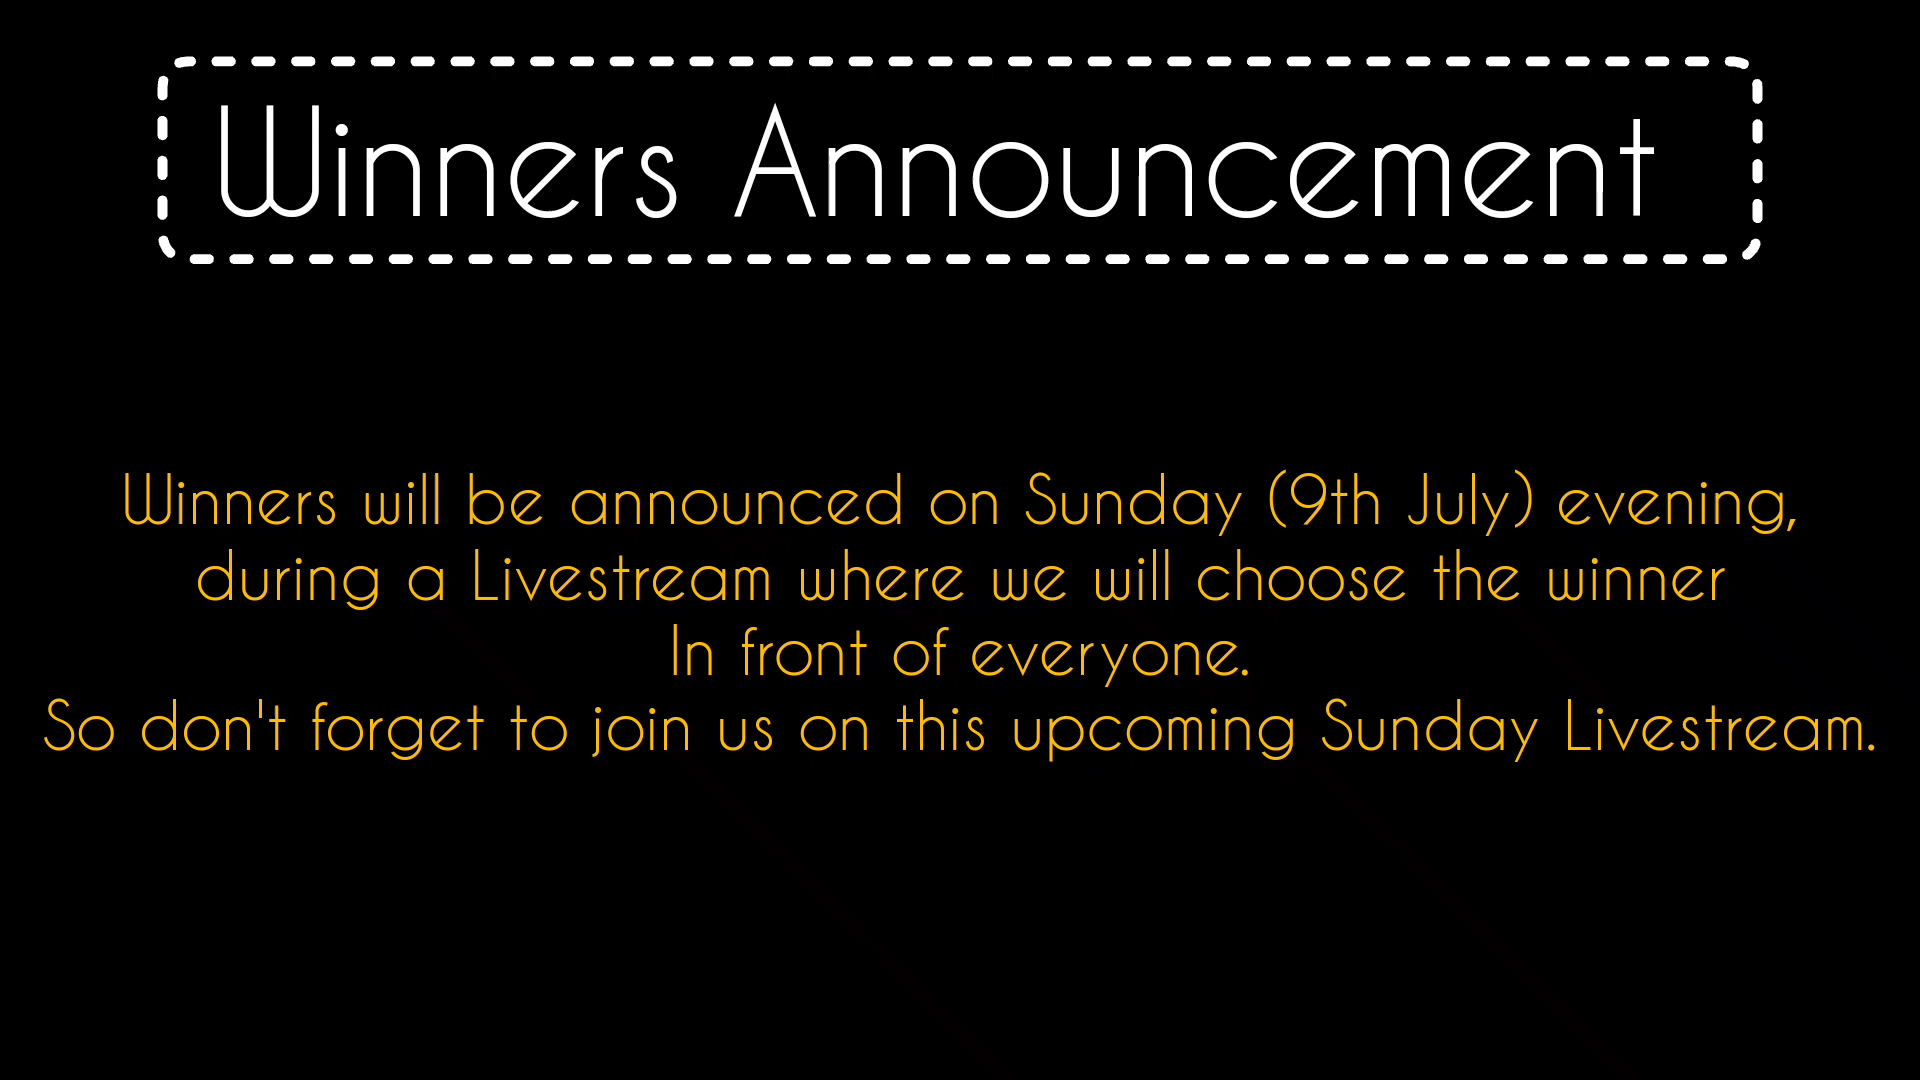 Winners Announcement
Winners will be announced on Sunday (9th July) evening,
during a Livestream where we will choose the winner
In front of everyone.
So don't forget to join us on this upcoming Sunday Livestream.